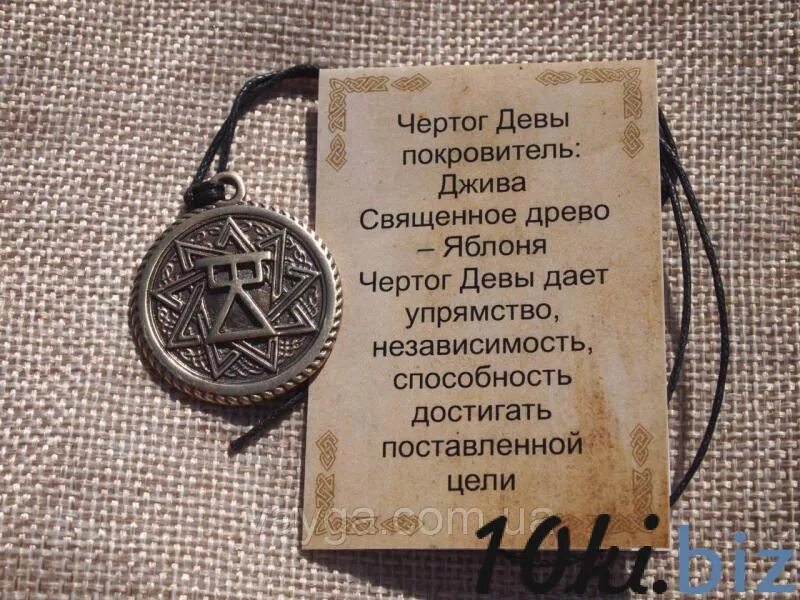 Чертог Девы
покровитель:
Джива
Священное древо
– Яблоня
Чертог Девы дает
упрямство,
независимость,
способность
достигать
поставленной
цели
vayga.com.ua
10ki.biz